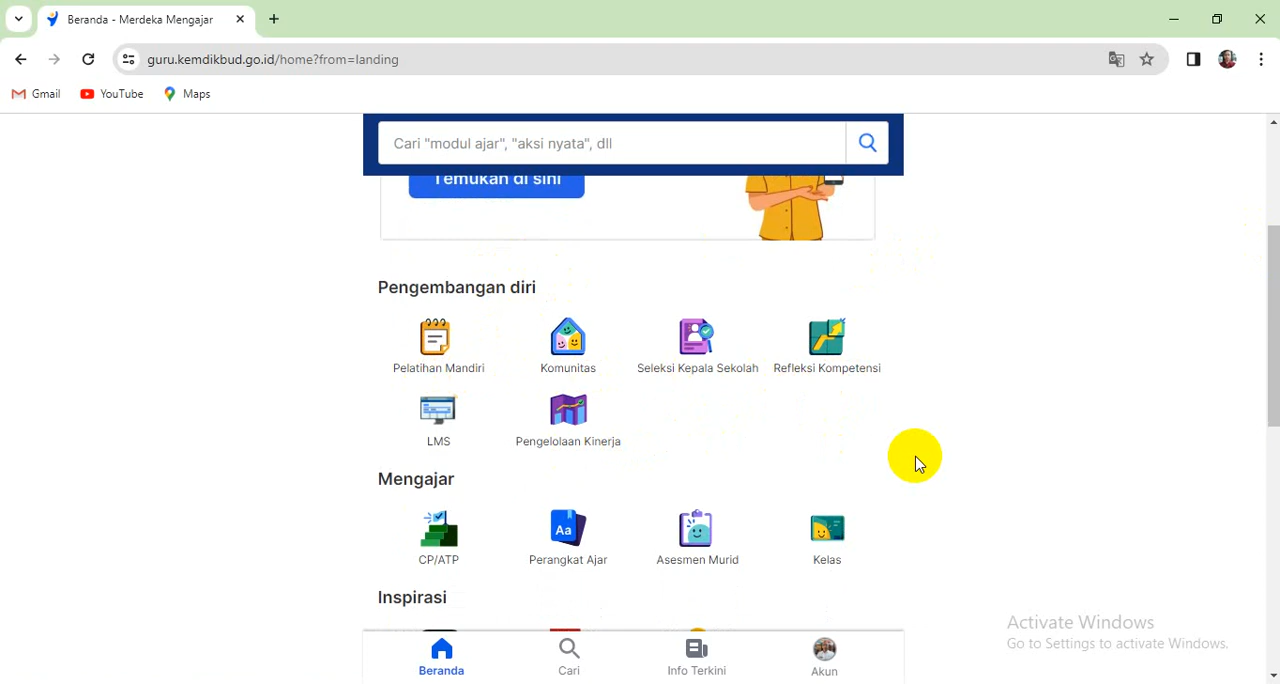 Beranda - Merdeka Mengajar
guru.kemdikbud.go.id/home?from=landing
Gmail YouTube Maps
Cari "modul ajar", "aksi nyata", dll
Temukan di sini
Pengembangan diri
Pelatihan Mandiri Komunitas Seleksi Kepala Sekolah Refleksi Kompetensi
LMS Pengelolaan Kinerja
Mengajar
Aa
CP/ATP Perangkat Ajar Asesmen Murid Kelas
Inspirasi
Activate Windows
Go to Settings to activate Windows.
Beranda Cari Info Terkini Akun